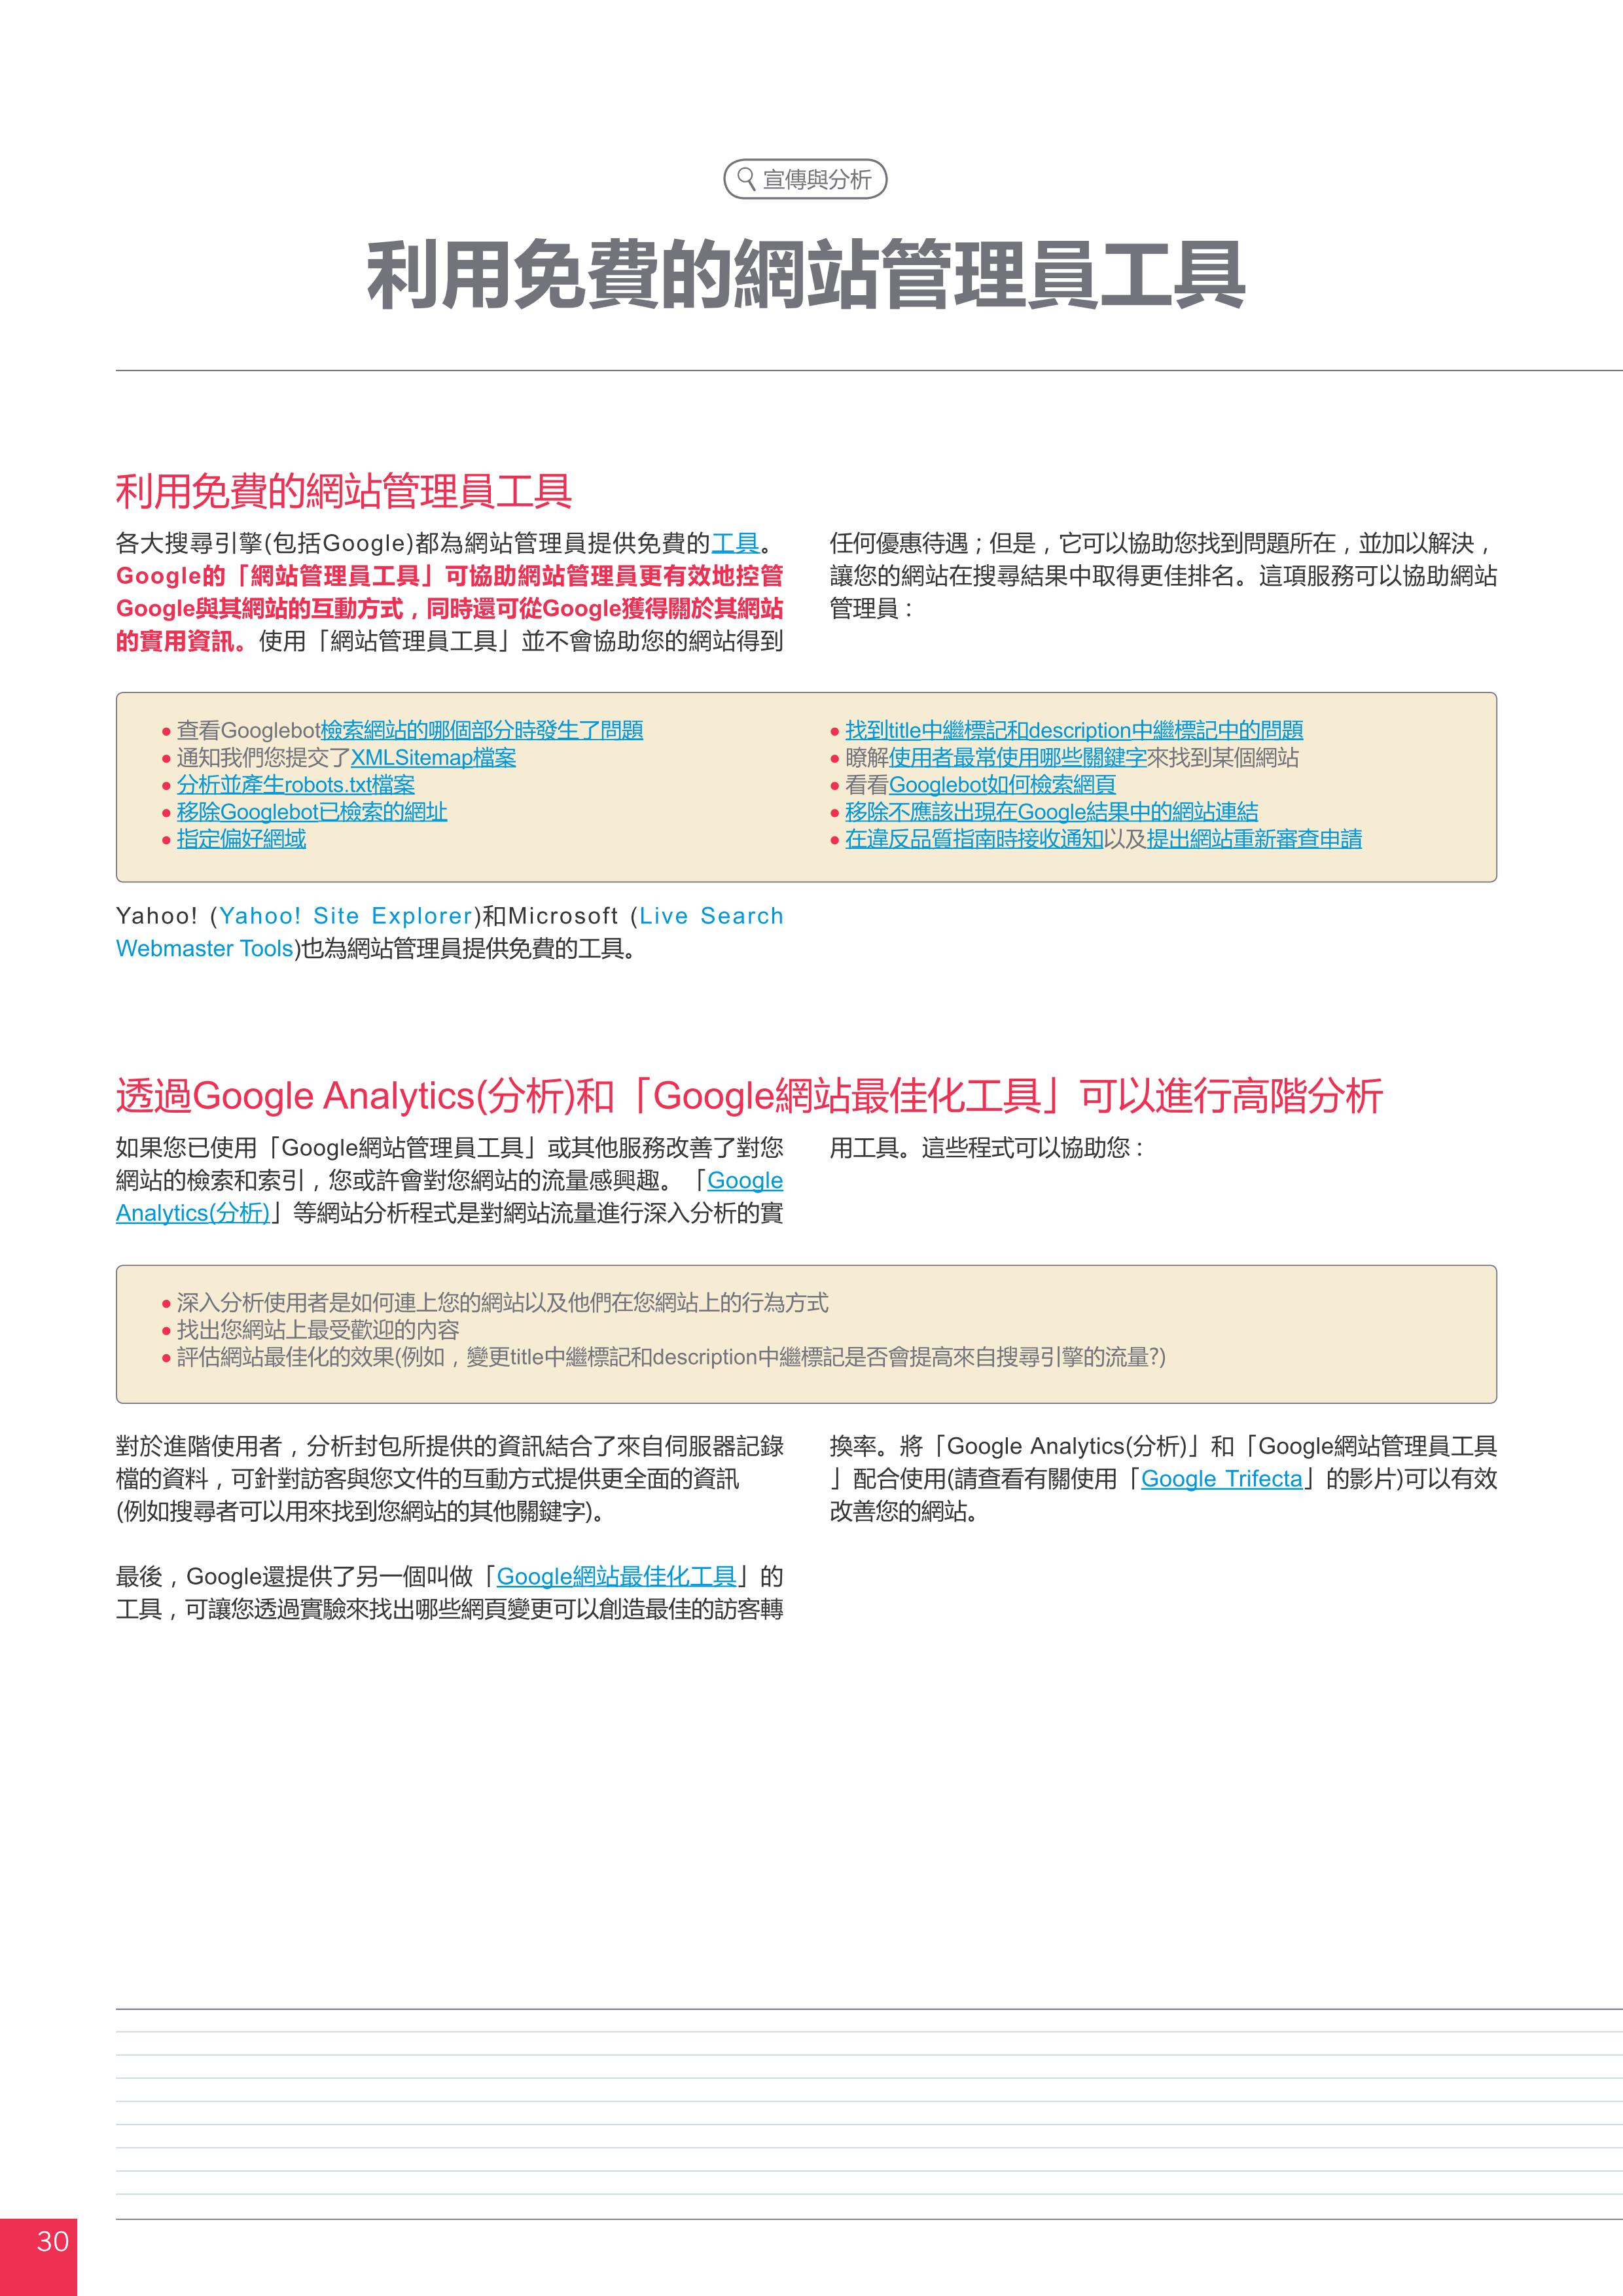 宣傳與分析
利用免費的網站管理員工具
利用免費的網站管理員工具
各大搜尋引擎(包括Google)都為網站管理員提供免費的工具。
Google的「網站管理員工具」可協助網站管理員更有效地控管
Google與其網站的互動方式，同時還可從Google獲得關於其網站
的實用資訊。使用「網站管理員工具」並不會協助您的網站得到
任何優惠待遇；但是，它可以協助您找到問題所在，並加以解決，
讓您的網站在搜尋結果中取得更佳排名。這項服務可以協助網站
管理員：
● 查看Googlebot檢索網站的哪個部分時發生了問題
● 通知我們您提交了XMLSitemap檔案
● 分析並產生robots.txt檔案
● 移除Googlebot已檢索的網址
● 指定偏好網域
● 找到title中繼標記和description中繼標記中的問題
● 瞭解使用者最常使用哪些關鍵字來找到某個網站
● 看看Googlebot如何檢索網頁
● 移除不應該出現在Google結果中的網站連結
● 在違反品質指南時接收通知以及提出網站重新審查申請
Yahoo! (Yahoo! Site Explorer)和Microsoft (Live Search
Webmaster Tools)也為網站管理員提供免費的工具。
透過Google Analytics(分析)和「Google網站最佳化工具」可以進行高階分析
如果您已使用「Google網站管理員工具」或其他服務改善了對您
網站的檢索和索引，您或許會對您網站的流量感興趣。「Google
Analytics(分析)」等網站分析程式是對網站流量進行深入分析的實
用工具。這些程式可以協助您：
● 深入分析使用者是如何連上您的網站以及他們在您網站上的行為方式
● 找出您網站上最受歡迎的內容
● 評估網站最佳化的效果(例如，變更title中繼標記和description中繼標記是否會提高來自搜尋引擎的流量?)
對於進階使用者，分析封包所提供的資訊結合了來自伺服器記錄
檔的資料，可針對訪客與您文件的互動方式提供更全面的資訊
(例如搜尋者可以用來找到您網站的其他關鍵字)。
最後，Google還提供了另一個叫做「Google網站最佳化工具」的
工具，可讓您透過實驗來找出哪些網頁變更可以創造最佳的訪客轉
換率。將「Google Analytics(分析)」和「Google網站管理員工具
」配合使用(請查看有關使用「Google Trifecta」的影片)可以有效
改善您的網站。
30